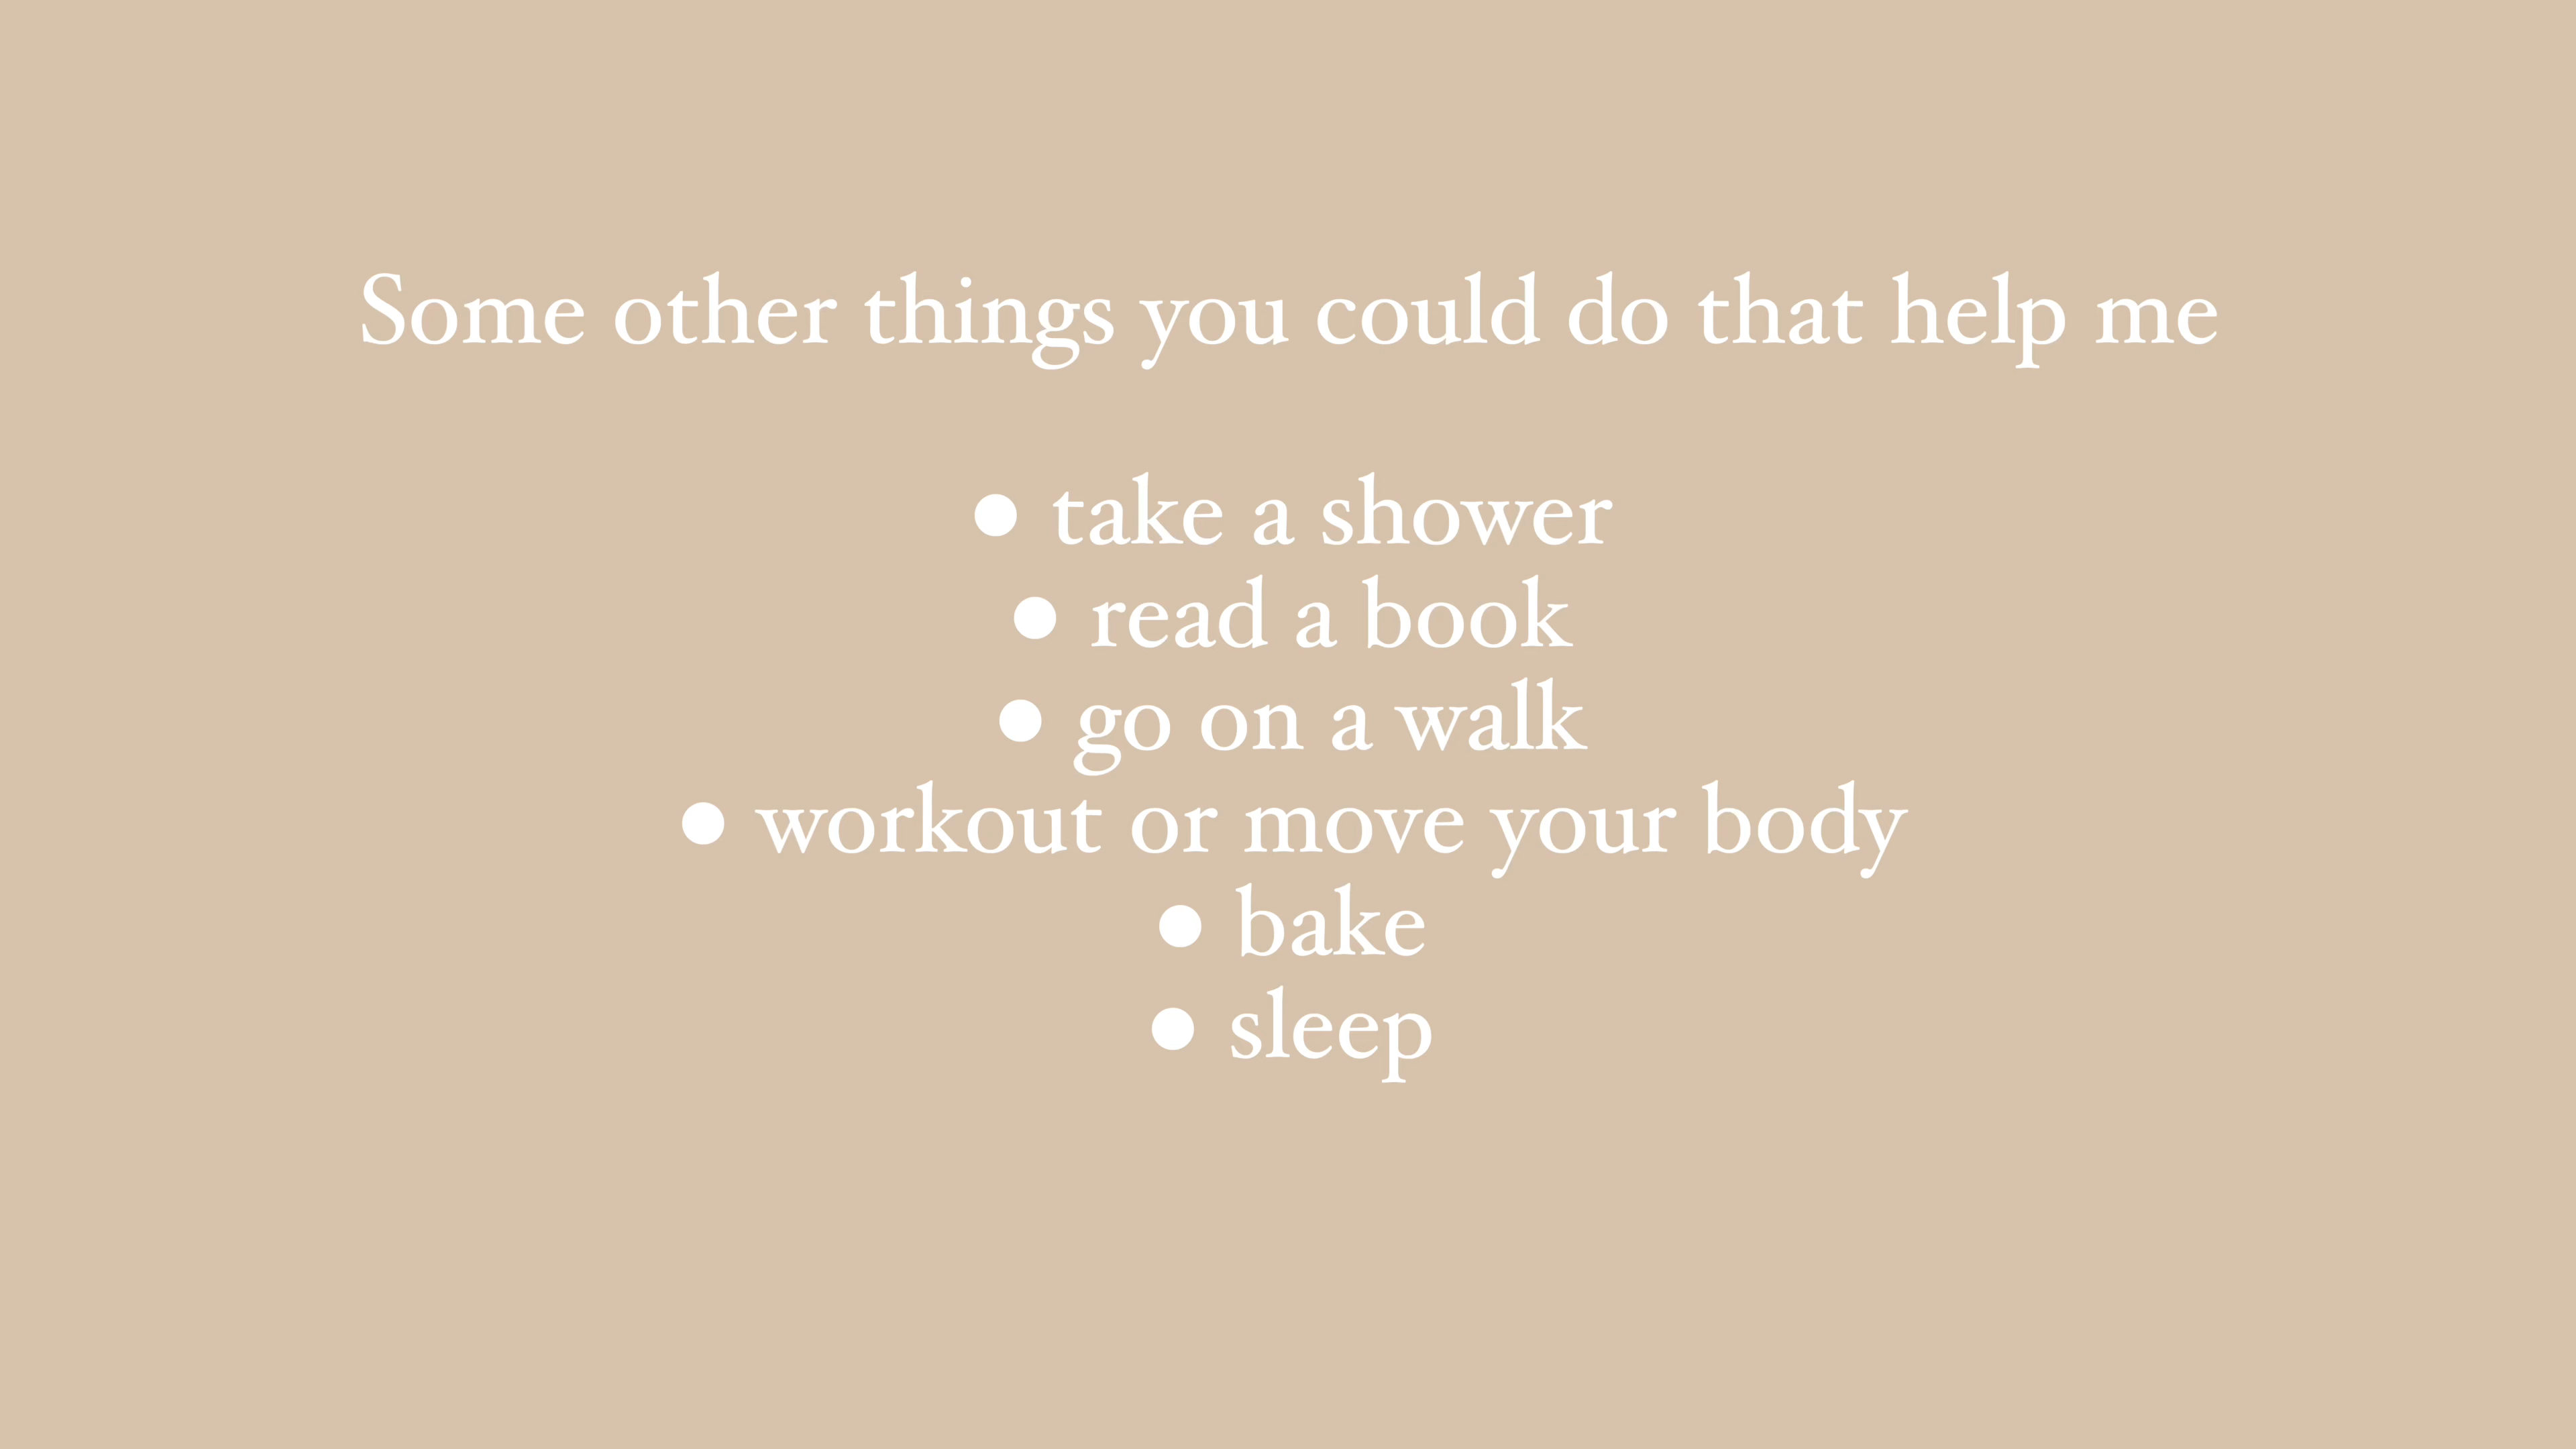 Some other things you could do that help me
● take a shower
● read a book
● go on a walk
● workout or move your body
● bake
● sleep